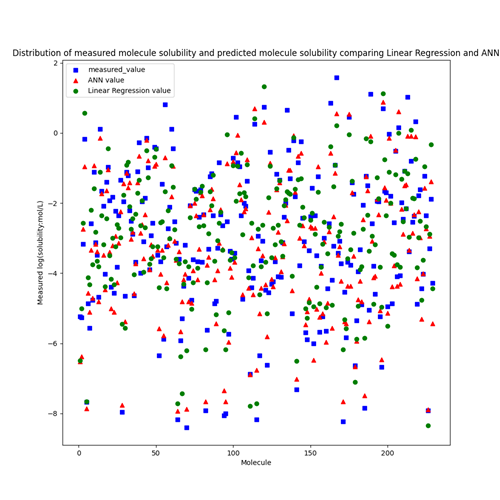 Distribution of measured molecule solubility and predicted molecule solubility comparing Linear Regression and ANN
measured_value
ANN value
Linear Regression value
Measured log(solubility:mol/L)
2
0
−2
−4
−6
−8
0 50 100 150 200
Molecule